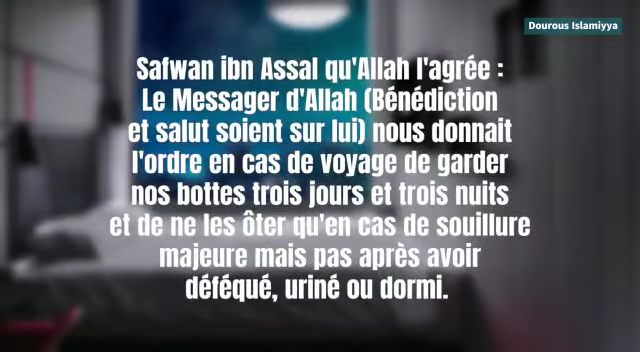 Dourous Islamiyya
Safwan ibn Assal qu'Allah l'agrée :
Le Messager d'Allah (Bénédiction
et salut soient sur lui) nous donnait
l'ordre en cas de voyage de garder
nos bottes trois jours et trois nuits
et de ne les ôter qu'en cas de souillure
majeure mais pas après avoir
déféqué, uriné ou dormi.